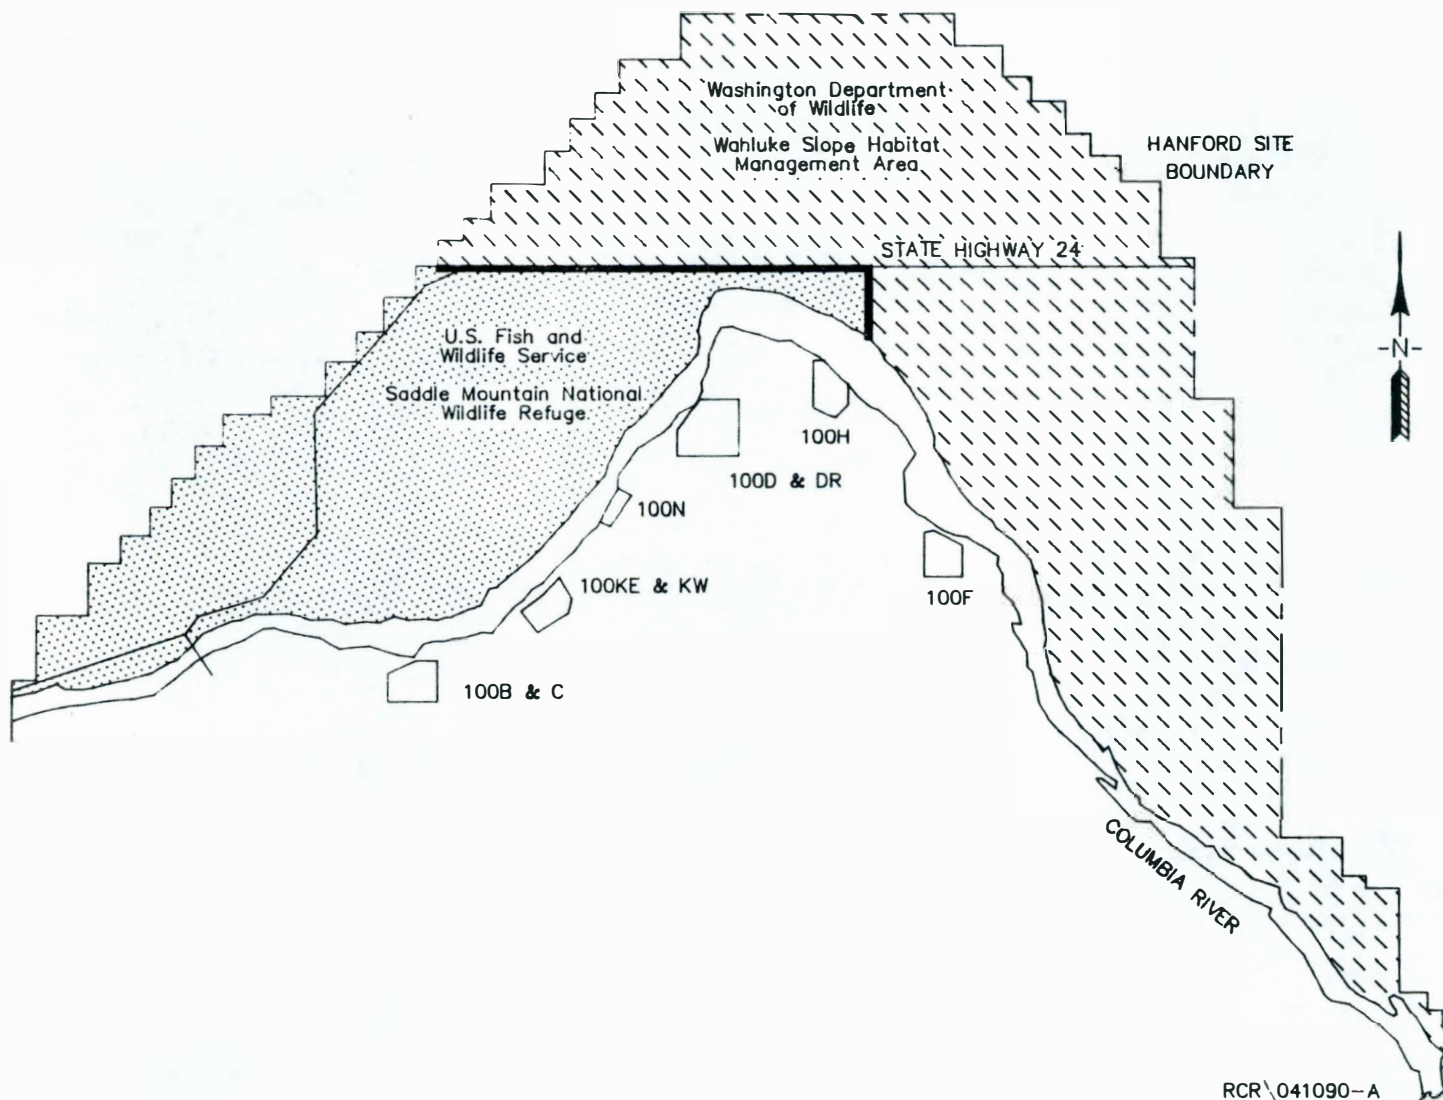 Washington Department
of Wildlife
Wahluke Slope Habitat
Management Area
HANFORD SITE
BOUNDARY
STATE HIGHWAY 24
U.S. Fish and
Wildlife Service
Saddle Mountain National
Wildlife Refuge
-N-
100H
100D & DR
100N
100KE & KW
100F
100B & C
COLUMBIA RIVER
RCR\041090-A